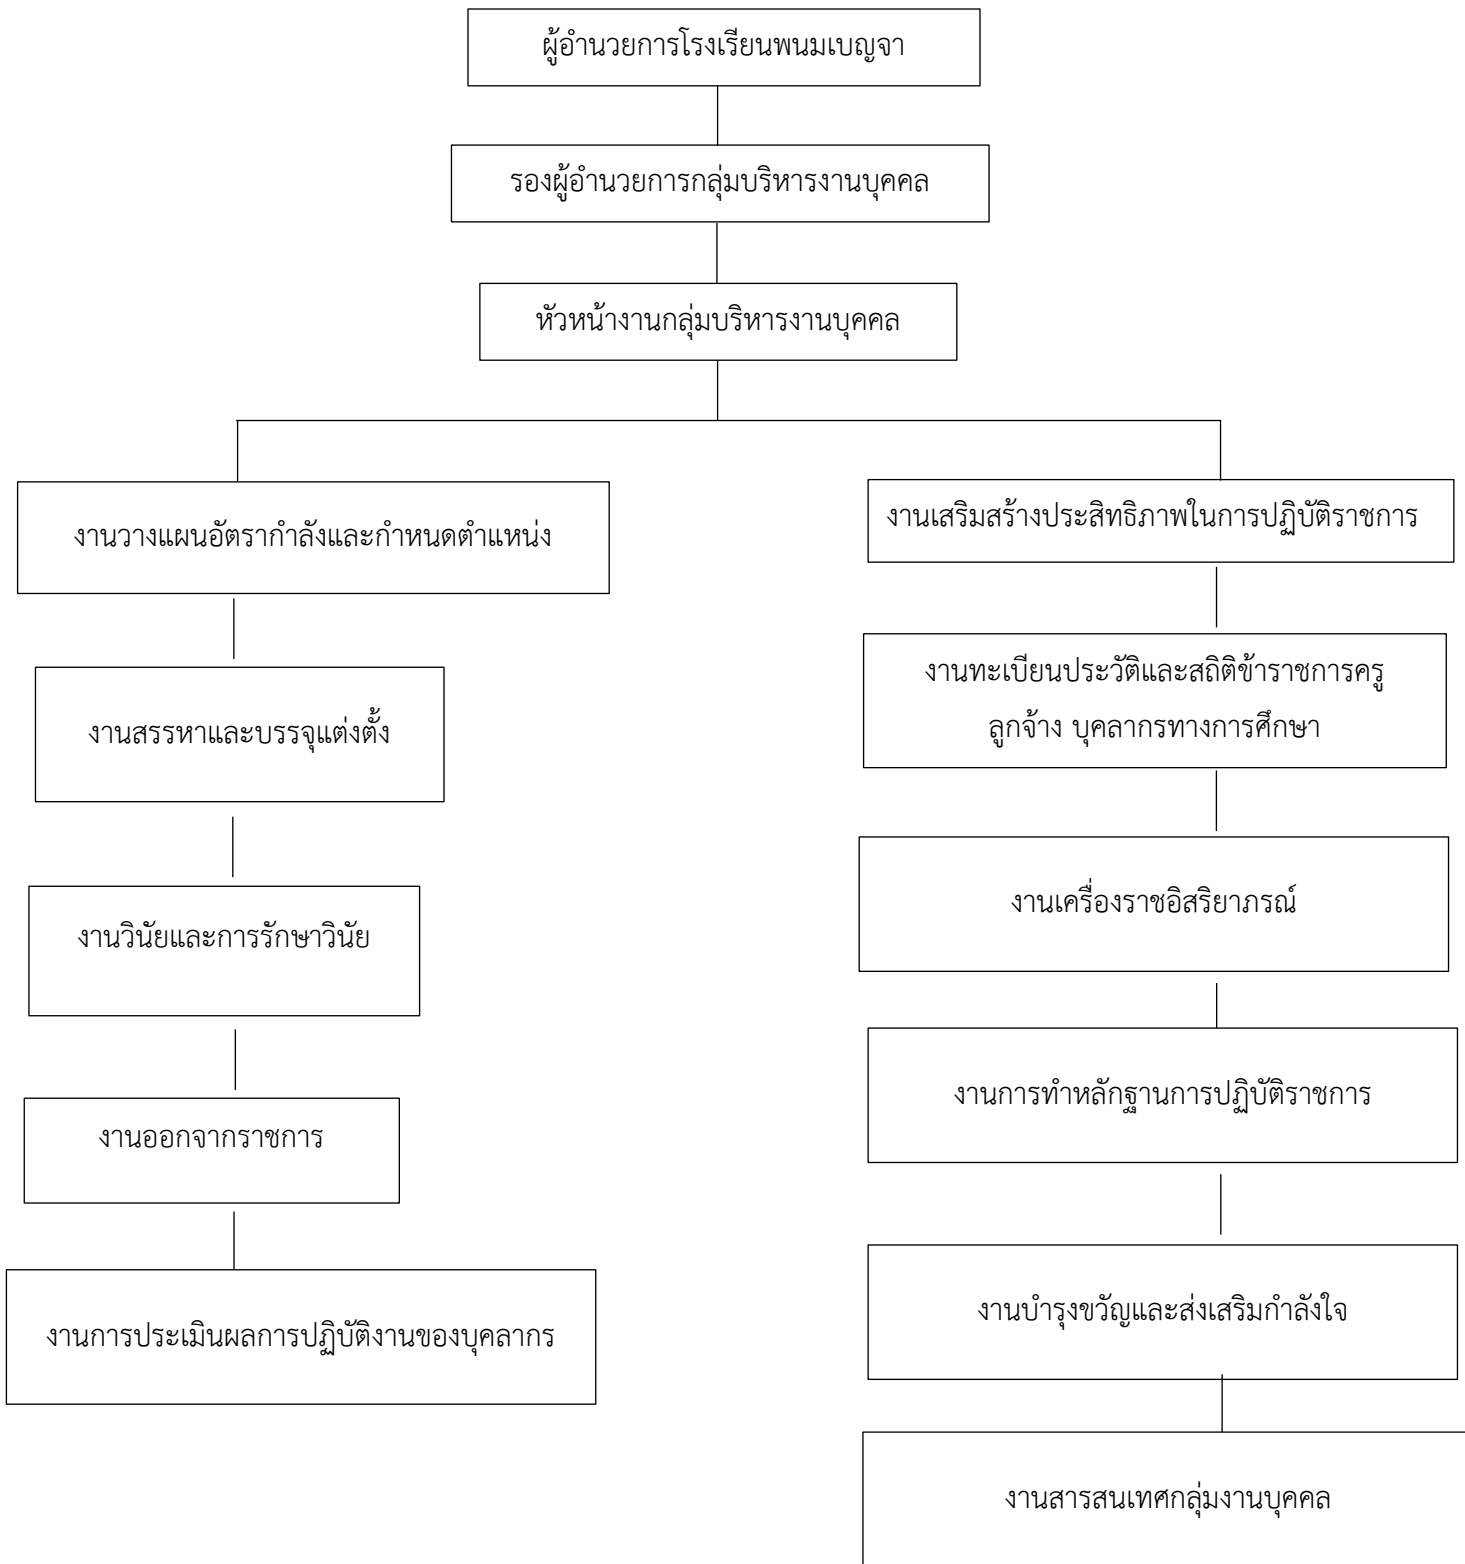 ผู้อำนวยการโรงเรียนพนมเบญจา
รองผู้อำนวยการกลุ่มบริหารงานบุคคล
หัวหน้างานกลุ่มบริหารงานบุคคล
งานวางแผนอัตรากำลังและกำหนดตำแหน่ง
งานสรรหาและบรรจุแต่งตั้ง
งานวินัยและการรักษาวินัย
งานออกจากราชการ
งานการประเมินผลการปฏิบัติงานของบุคลากร
งานเสริมสร้างประสิทธิภาพในการปฏิบัติราชการ
งานทะเบียนประวัติและสถิติข้าราชการครู
ลูกจ้าง บุคลากรทางการศึกษา
งานเครื่องราชอิสริยาภรณ์
งานการทำหลักฐานการปฏิบัติราชการ
งานบำรุงขวัญและส่งเสริมกำลังใจ
งานสารสนเทศกลุ่มงานบุคคล